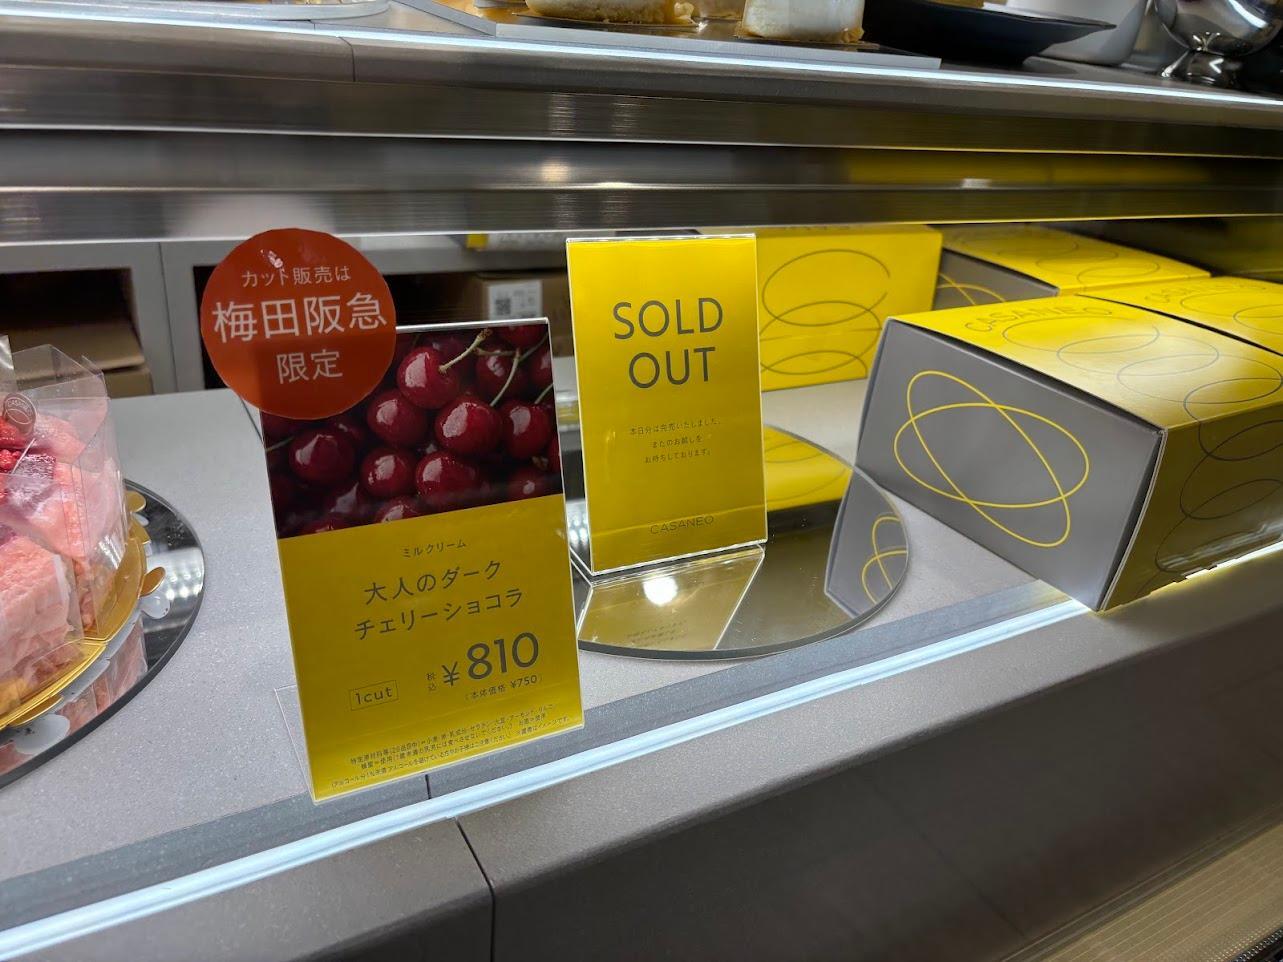 カット販売は
梅田阪急
限定
ミルクリーム
大人のダーク
チェリーショコラ
1cut
税込
¥810
(本体価格 ¥750)
SOLD
OUT
本日分は完売いたしました。
またのお越しを
お待ちしております。
CASANEO
CASANEO